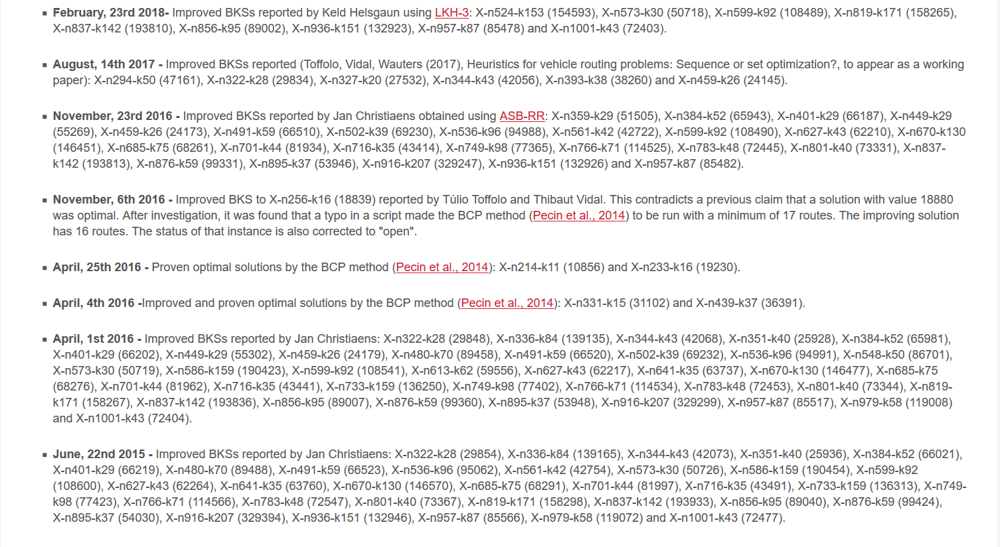 ▪ February, 23rd 2018- Improved BKSs reported by Keld Helsgaun using LKH-3: X-n524-k153 (154593), X-n573-k30 (50718), X-n599-k92 (108489), X-n819-k171 (158265),
X-n837-k142 (193810), X-n856-k95 (89002), X-n936-k151 (132923), X-n957-k87 (85478) and X-n1001-k43 (72403).
▪ August, 14th 2017 - Improved BKSs reported (Toffolo, Vidal, Wauters (2017), Heuristics for vehicle routing problems: Sequence or set optimization?, to appear as a working
paper): X-n294-k50 (47161), X-n322-k28 (29834), X-n327-k20 (27532), X-n344-k43 (42056), X-n393-k38 (38260) and X-n459-k26 (24145).
▪ November, 23rd 2016 - Improved BKSs reported by Jan Christiaens obtained using ASB-RR: X-n359-k29 (51505), X-n384-k52 (65943), X-n401-k29 (66187), X-n449-k29
(55269), X-n459-k26 (24173), X-n491-k59 (66510), X-n502-k39 (69230), X-n536-k96 (94988), X-n561-k42 (42722), X-n599-k92 (108490), X-n627-k43 (62210), X-n670-k130
(146451), X-n685-k75 (68261), X-n701-k44 (81934), X-n716-k35 (43414), X-n749-k98 (77365), X-n766-k71 (114525), X-n783-k48 (72445), X-n801-k40 (73331), X-n837-
k142 (193813), X-n876-k59 (99331), X-n895-k37 (53946), X-n916-k207 (329247), X-n936-k151 (132926) and X-n957-k87 (85482).
▪ November, 6th 2016 - Improved BKS to X-n256-k16 (18839) reported by Túlio Toffolo and Thibaut Vidal. This contradicts a previous claim that a solution with value 18880
was optimal. After investigation, it was found that a typo in a script made the BCP method (Pecin et al., 2014) to be run with a minimum of 17 routes. The improving solution
has 16 routes. The status of that instance is also corrected to "open".
▪ April, 25th 2016 - Proven optimal solutions by the BCP method (Pecin et al., 2014): X-n214-k11 (10856) and X-n233-k16 (19230).
▪ April, 4th 2016 -Improved and proven optimal solutions by the BCP method (Pecin et al., 2014): X-n331-k15 (31102) and X-n439-k37 (36391).
▪ April, 1st 2016 - Improved BKSs reported by Jan Christiaens: X-n322-k28 (29848), X-n336-k84 (139135), X-n344-k43 (42068), X-n351-k40 (25928), X-n384-k52 (65981),
X-n401-k29 (66202), X-n449-k29 (55302), X-n459-k26 (24179), X-n480-k70 (89458), X-n491-k59 (66520), X-n502-k39 (69232), X-n536-k96 (94991), X-n548-k50 (86701),
X-n573-k30 (50719), X-n586-k159 (190423), X-n599-k92 (108541), X-n613-k62 (59556), X-n627-k43 (62217), X-n641-k35 (63737), X-n670-k130 (146477), X-n685-k75
(68276), X-n701-k44 (81962), X-n716-k35 (43441), X-n733-k159 (136250), X-n749-k98 (77402), X-n766-k71 (114534), X-n783-k48 (72453), X-n801-k40 (73344), X-n819-
k171 (158267), X-n837-k142 (193836), X-n856-k95 (89007), X-n876-k59 (99360), X-n895-k37 (53948), X-n916-k207 (329299), X-n957-k87 (85517), X-n979-k58 (119008)
and X-n1001-k43 (72404).
▪ June, 22nd 2015 - Improved BKSs reported by Jan Christiaens: X-n322-k28 (29854), X-n336-k84 (139165), X-n344-k43 (42073), X-n351-k40 (25936), X-n384-k52 (66021),
X-n401-k29 (66219), X-n480-k70 (89488), X-n491-k59 (66523), X-n536-k96 (95062), X-n561-k42 (42754), X-n573-k30 (50726), X-n586-k159 (190454), X-n599-k92
(108600), X-n627-k43 (62264), X-n641-k35 (63760), X-n670-k130 (146570), X-n685-k75 (68291), X-n701-k44 (81997), X-n716-k35 (43491), X-n733-k159 (136313), X-n749-
k98 (77423), X-n766-k71 (114566), X-n783-k48 (72547), X-n801-k40 (73367), X-n819-k171 (158298), X-n837-k142 (193933), X-n856-k95 (89040), X-n876-k59 (99424),
X-n895-k37 (54030), X-n916-k207 (329394), X-n936-k151 (132946), X-n957-k87 (85566), X-n979-k58 (119072) and X-n1001-k43 (72477).